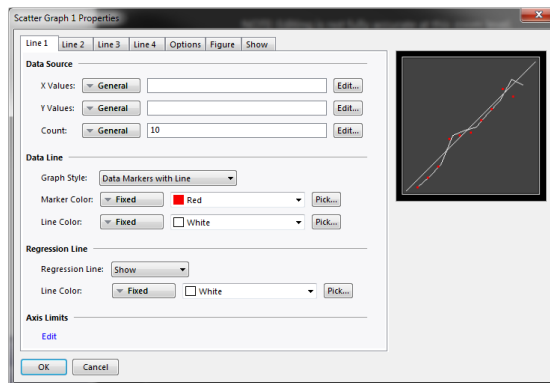 Scatter Graph 1 Properties
Line 1 Line 2 Line 3 Line 4 Options Figure Show
Data Source
X Values: General Edit...
Y Values: General Edit...
Count: General 10 Edit...
Data Line
Graph Style: Data Markers with Line
Marker Color: Fixed Red Pick...
Line Color: Fixed White Pick...
Regression Line
Regression Line: Show
Line Color: Fixed White Pick...
Axis Limits
Edit
OK Cancel